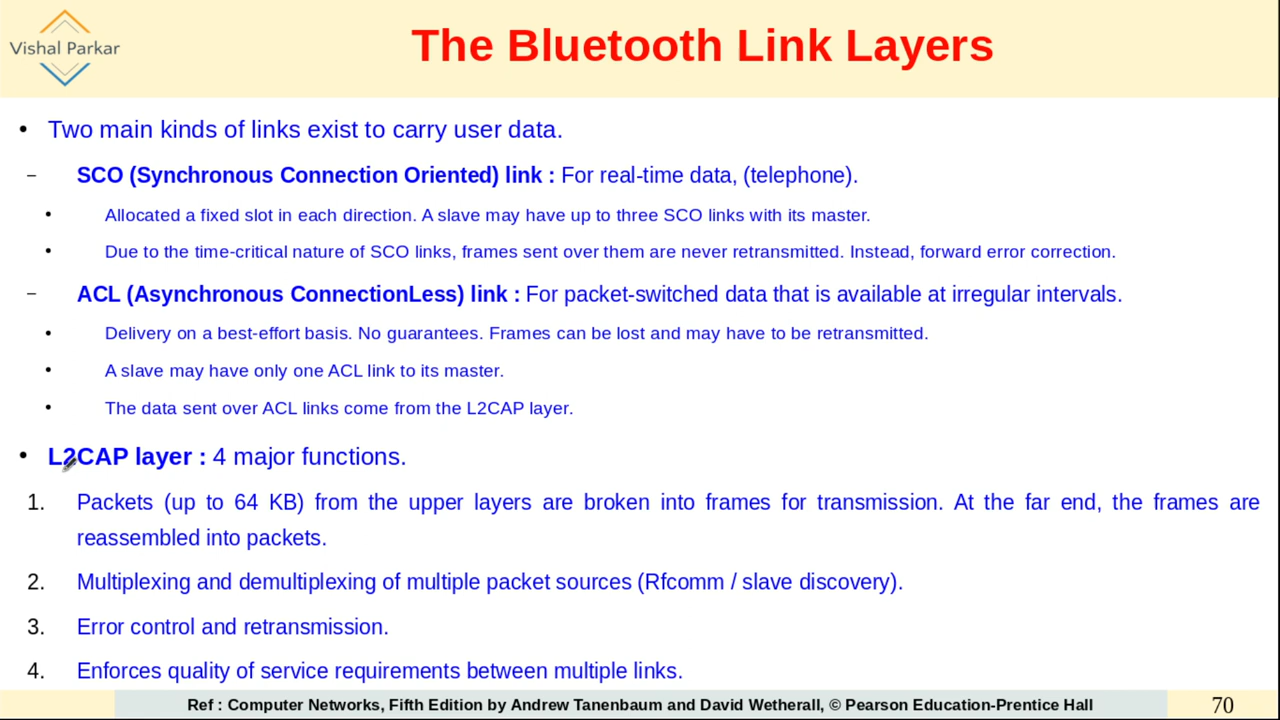 Vishal Parkar
The Bluetooth Link Layers
• Two main kinds of links exist to carry user data.
– SCO (Synchronous Connection Oriented) link : For real-time data, (telephone).
• Allocated a fixed slot in each direction. A slave may have up to three SCO links with its master.
• Due to the time-critical nature of SCO links, frames sent over them are never retransmitted. Instead, forward error correction.
– ACL (Asynchronous ConnectionLess) link : For packet-switched data that is available at irregular intervals.
• Delivery on a best-effort basis. No guarantees. Frames can be lost and may have to be retransmitted.
• A slave may have only one ACL link to its master.
• The data sent over ACL links come from the L2CAP layer.
• L2CAP layer : 4 major functions.
1. Packets (up to 64 KB) from the upper layers are broken into frames for transmission. At the far end, the frames are
reassembled into packets.
2. Multiplexing and demultiplexing of multiple packet sources (Rfcomm / slave discovery).
3. Error control and retransmission.
4. Enforces quality of service requirements between multiple links.
Ref : Computer Networks, Fifth Edition by Andrew Tanenbaum and David Wetherall, © Pearson Education-Prentice Hall
70